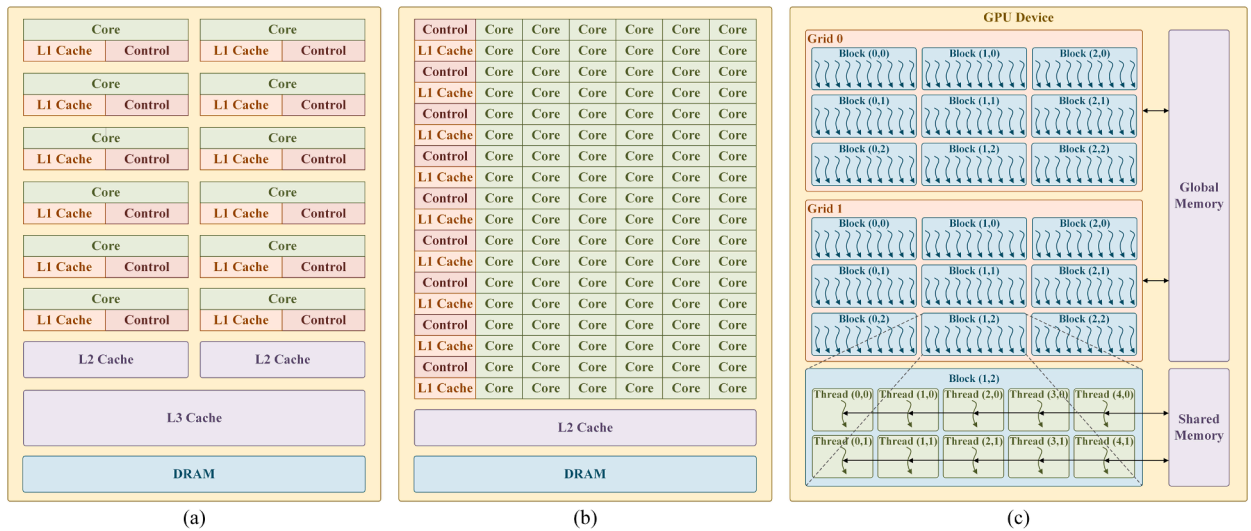 Core Core
L1 Cache Control L1 Cache Control
Core Core
L1 Cache Control L1 Cache Control
Core Core
L1 Cache Control L1 Cache Control
Core Core
L1 Cache Control L1 Cache Control
Core Core
L1 Cache Control L1 Cache Control
Core Core
L1 Cache Control L1 Cache Control
L2 Cache L2 Cache
L3 Cache
DRAM
(a)
Control Core Core Core Core Core Core
L1 Cache Core Core Core Core Core Core
Control Core Core Core Core Core Core
L1 Cache Core Core Core Core Core Core
Control Core Core Core Core Core Core
L1 Cache Core Core Core Core Core Core
Control Core Core Core Core Core Core
L1 Cache Core Core Core Core Core Core
Control Core Core Core Core Core Core
L1 Cache Core Core Core Core Core Core
Control Core Core Core Core Core Core
L1 Cache Core Core Core Core Core Core
Control Core Core Core Core Core Core
L1 Cache Core Core Core Core Core Core
Control Core Core Core Core Core Core
L1 Cache Core Core Core Core Core Core
Control Core Core Core Core Core Core
L1 Cache Core Core Core Core Core Core
L2 Cache
DRAM
(b)
GPU Device
Grid 0
Block (0,0) Block (1,0) Block (2,0)
Block (0,1) Block (1,1) Block (2,1)
Block (0,2) Block (1,2) Block (2,2)
Grid 1
Block (0,0) Block (1,0) Block (2,0)
Block (0,1) Block (1,1) Block (2,1)
Block (0,2) Block (1,2) Block (2,2)
Global
Memory
Block (1,2)
Thread (0,0) Thread (1,0) Thread (2,0) Thread (3,0) Thread (4,0)
Thread (0,1) Thread (1,1) Thread (2,1) Thread (3,1) Thread (4,1)
Shared
Memory
(c)